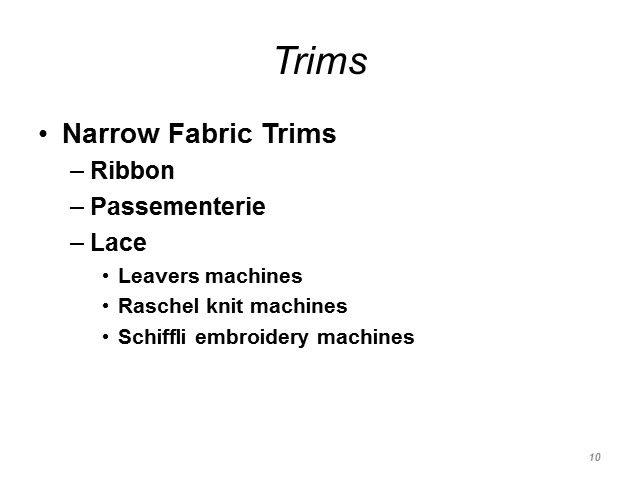 Trims
• Narrow Fabric Trims
– Ribbon
– Passementerie
– Lace
• Leavers machines
• Raschel knit machines
• Schiffli embroidery machines
10